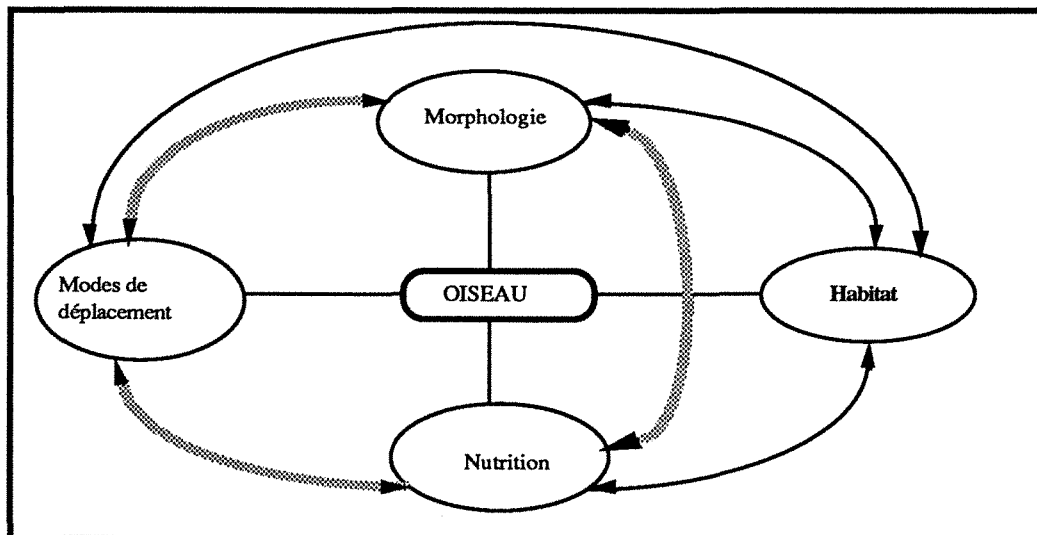 Morphologie
Modes de
déplacement
OISEAU
Habitat
Nutrition